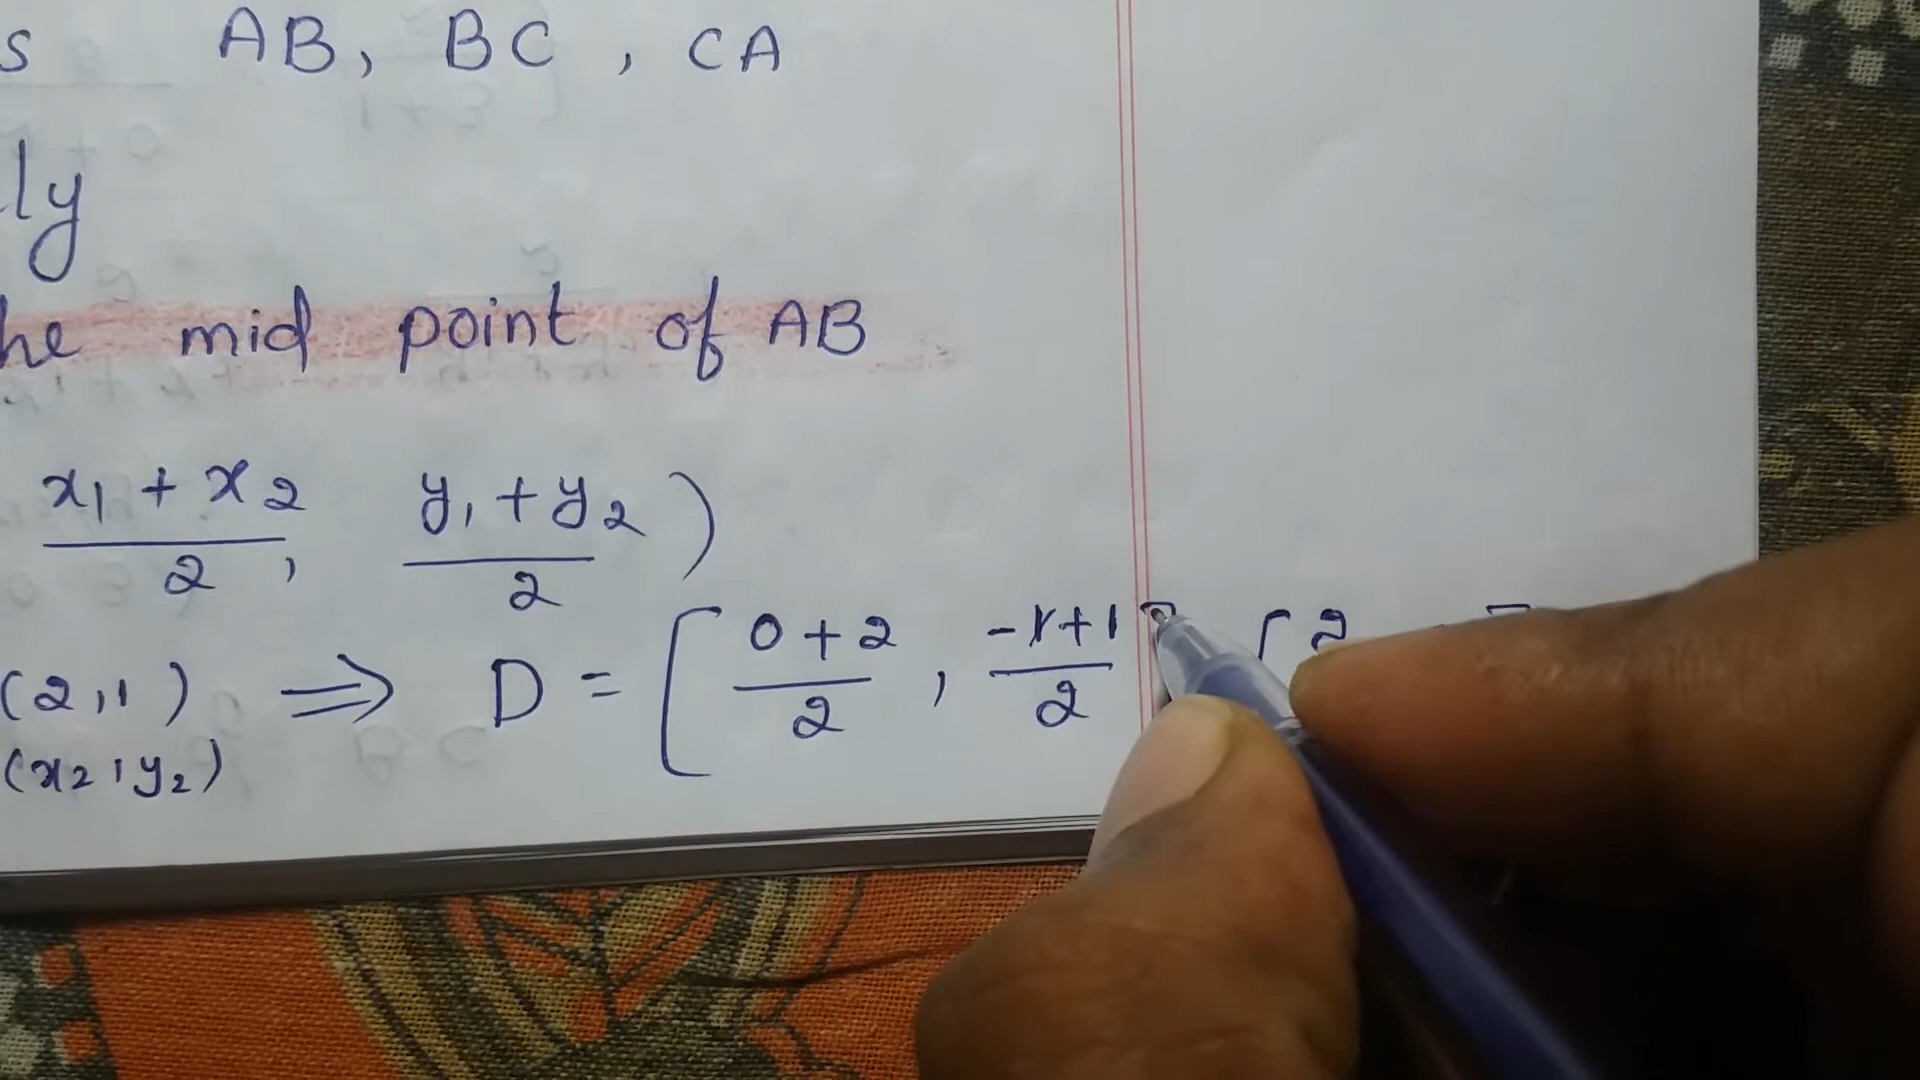 s AB, BC, CA
ly
he mid point of AB
x₁ + x₂ / 2, y₁ + y₂ / 2 )
(2,1) ⇒ D = [ 0+2 / 2, -1+1 / 2 ] [ 2
(x₂, y₂)